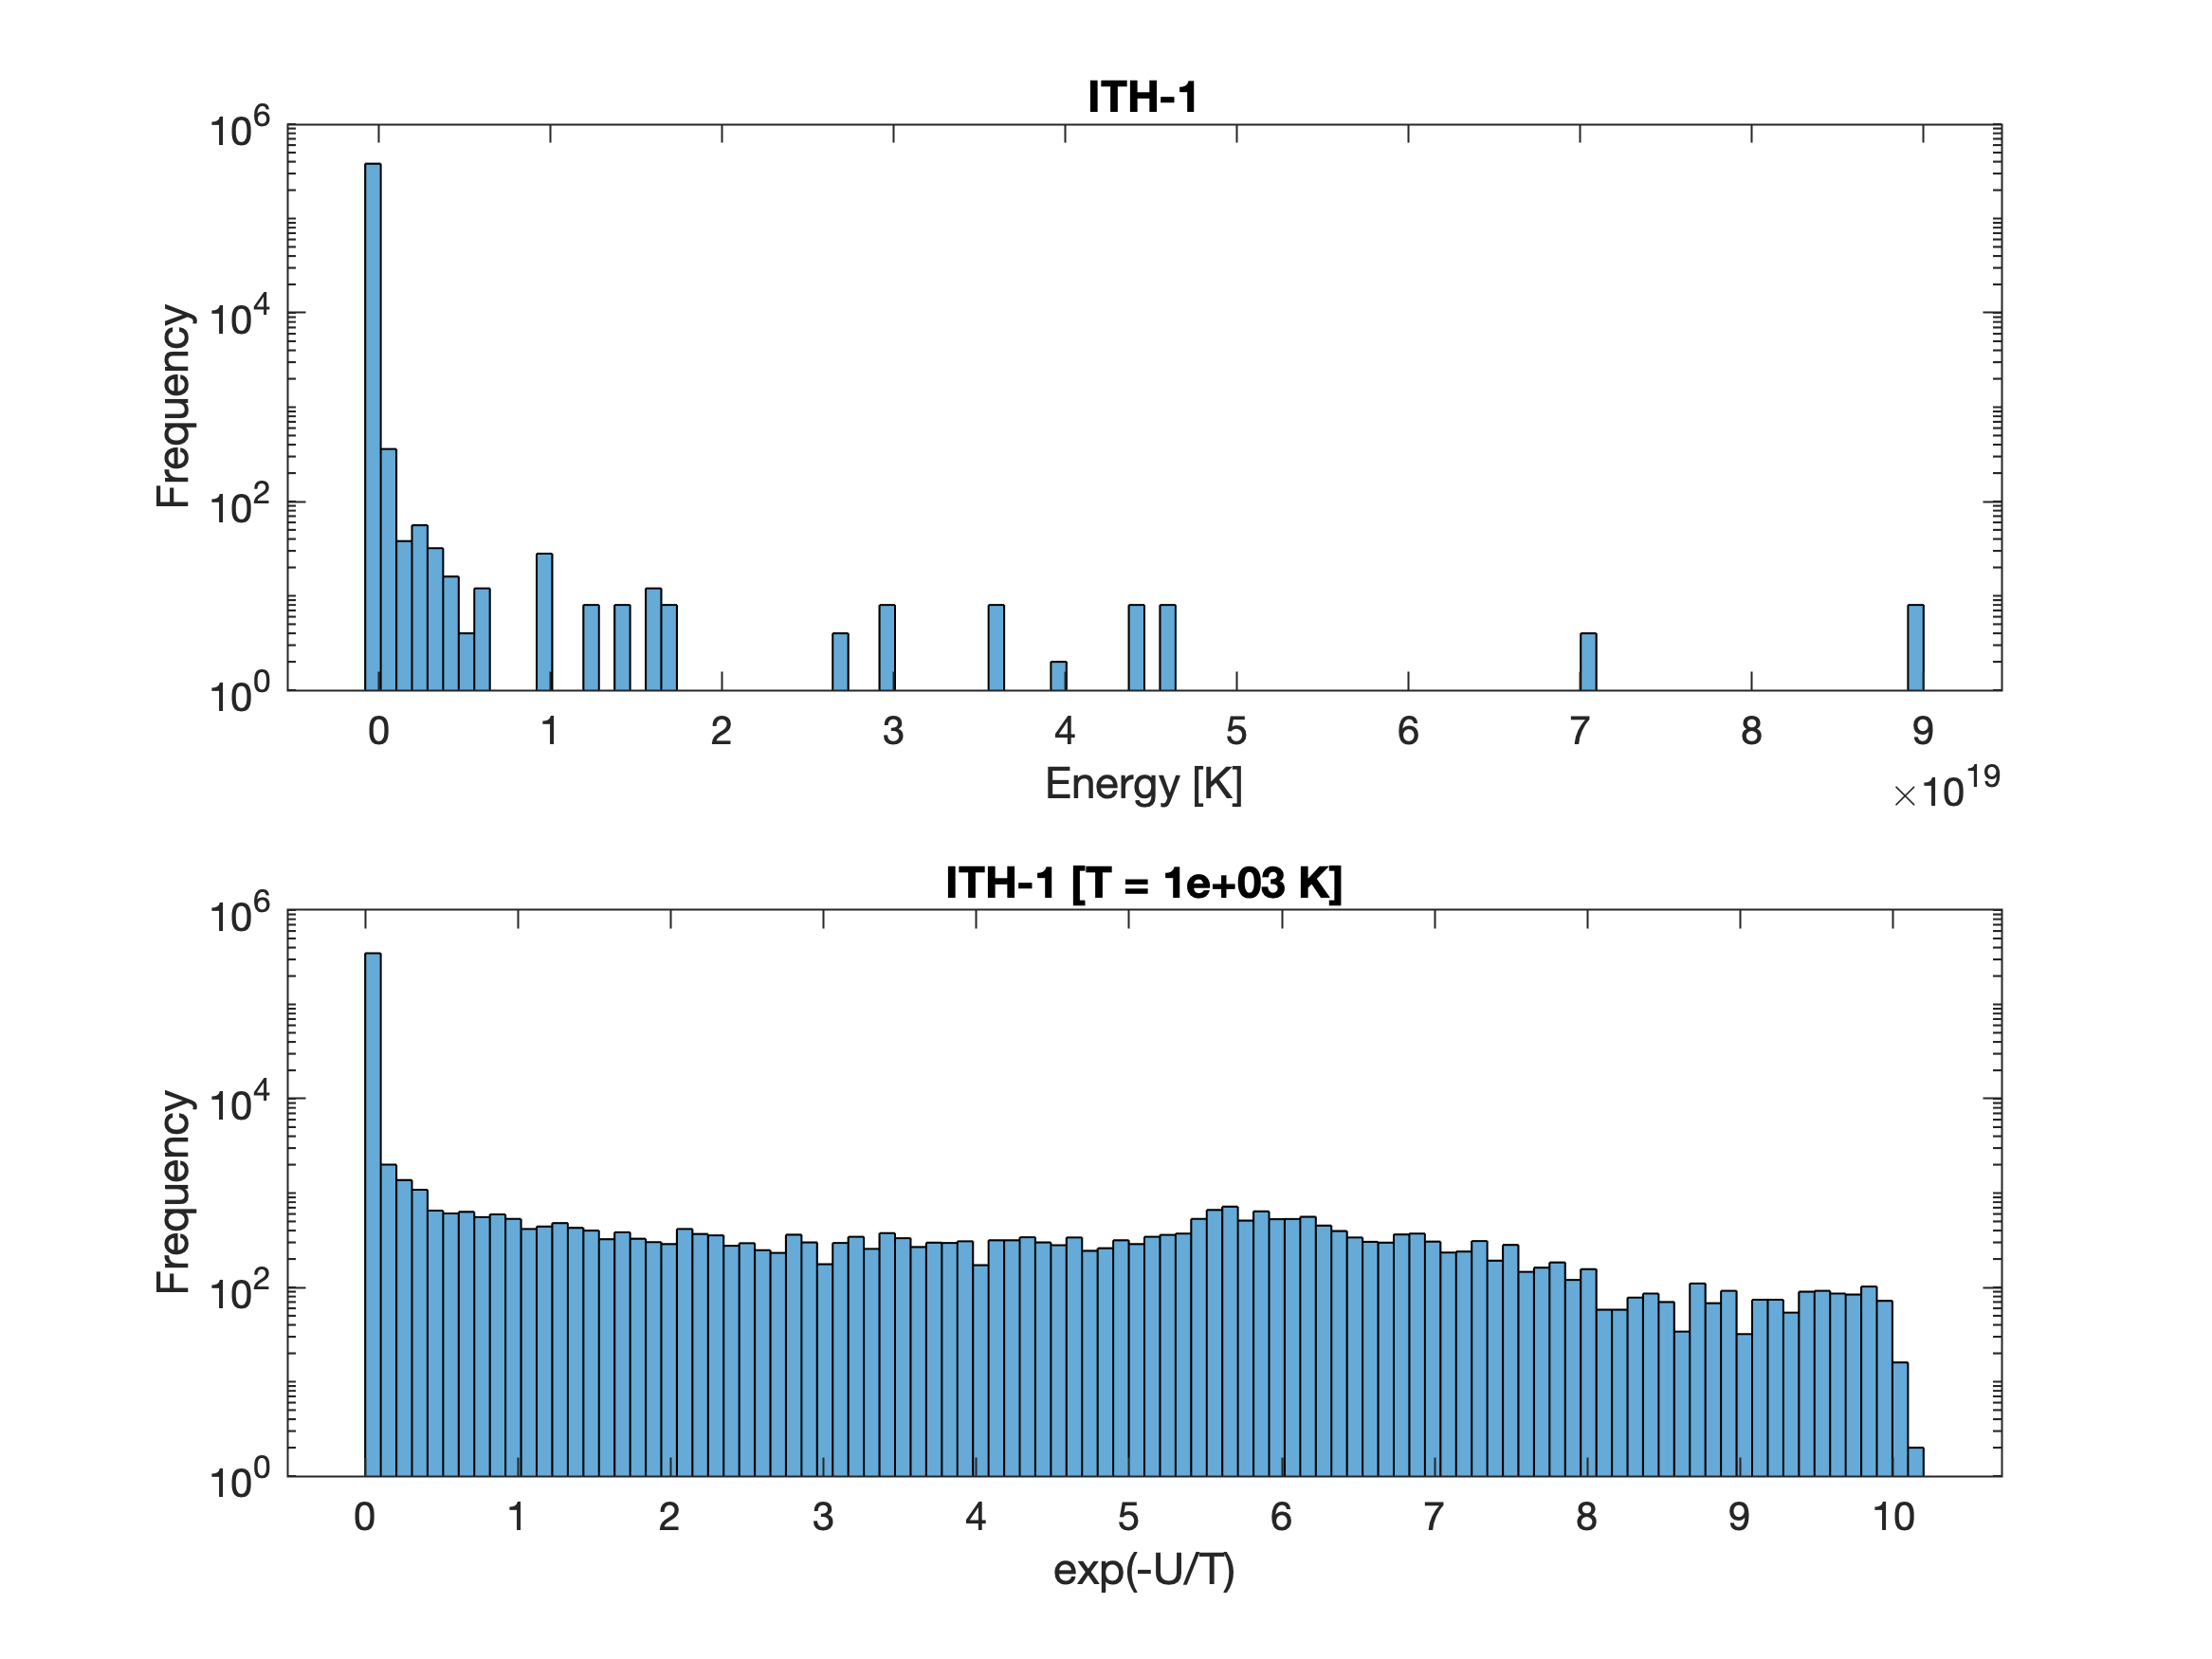 ITH-1
10^6
10^4
10^2
10^0
Frequency
0 1 2 3 4 5 6 7 8 9
Energy [K]
×10^19
ITH-1 [T = 1e+03 K]
10^6
10^4
10^2
10^0
Frequency
0 1 2 3 4 5 6 7 8 9 10
exp(-U/T)